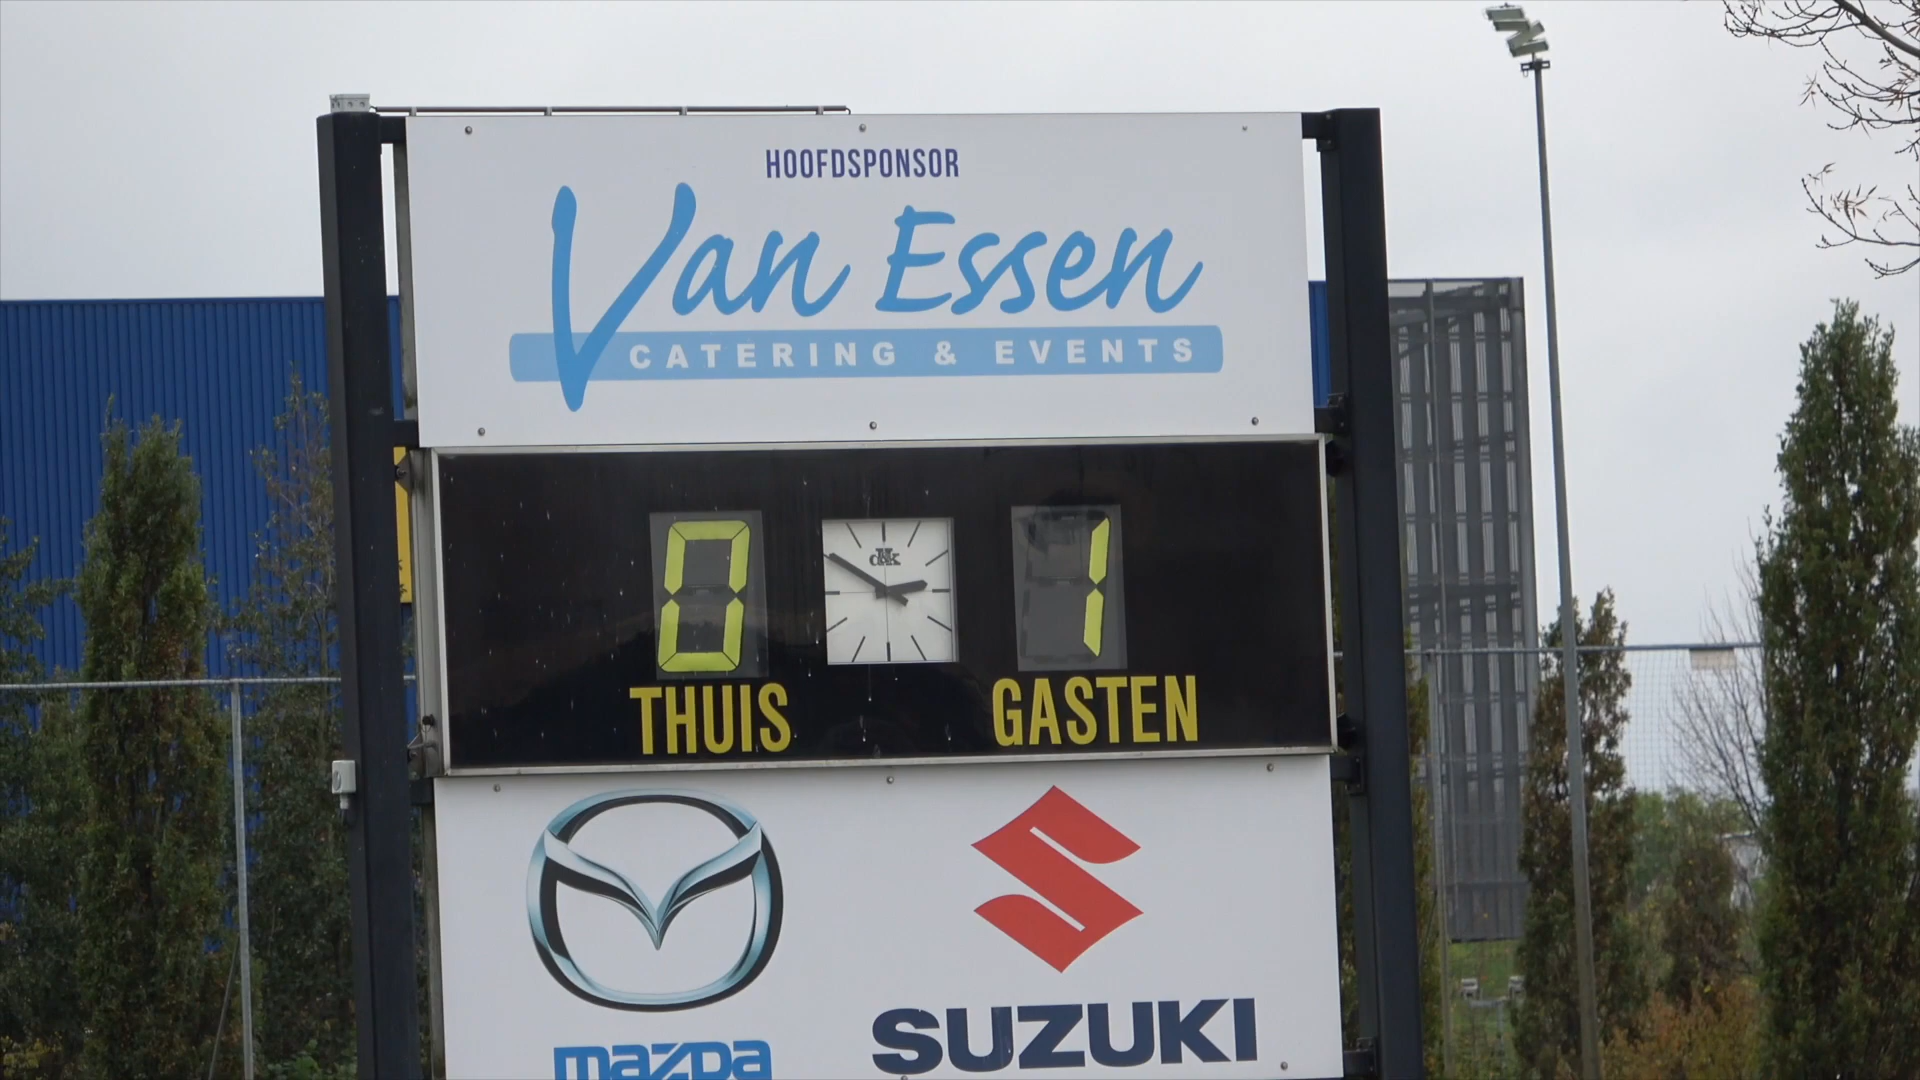 HOOFDSPONSOR
Van Essen
CATERING & EVENTS
0 1
THUIS GASTEN
mazda SUZUKI